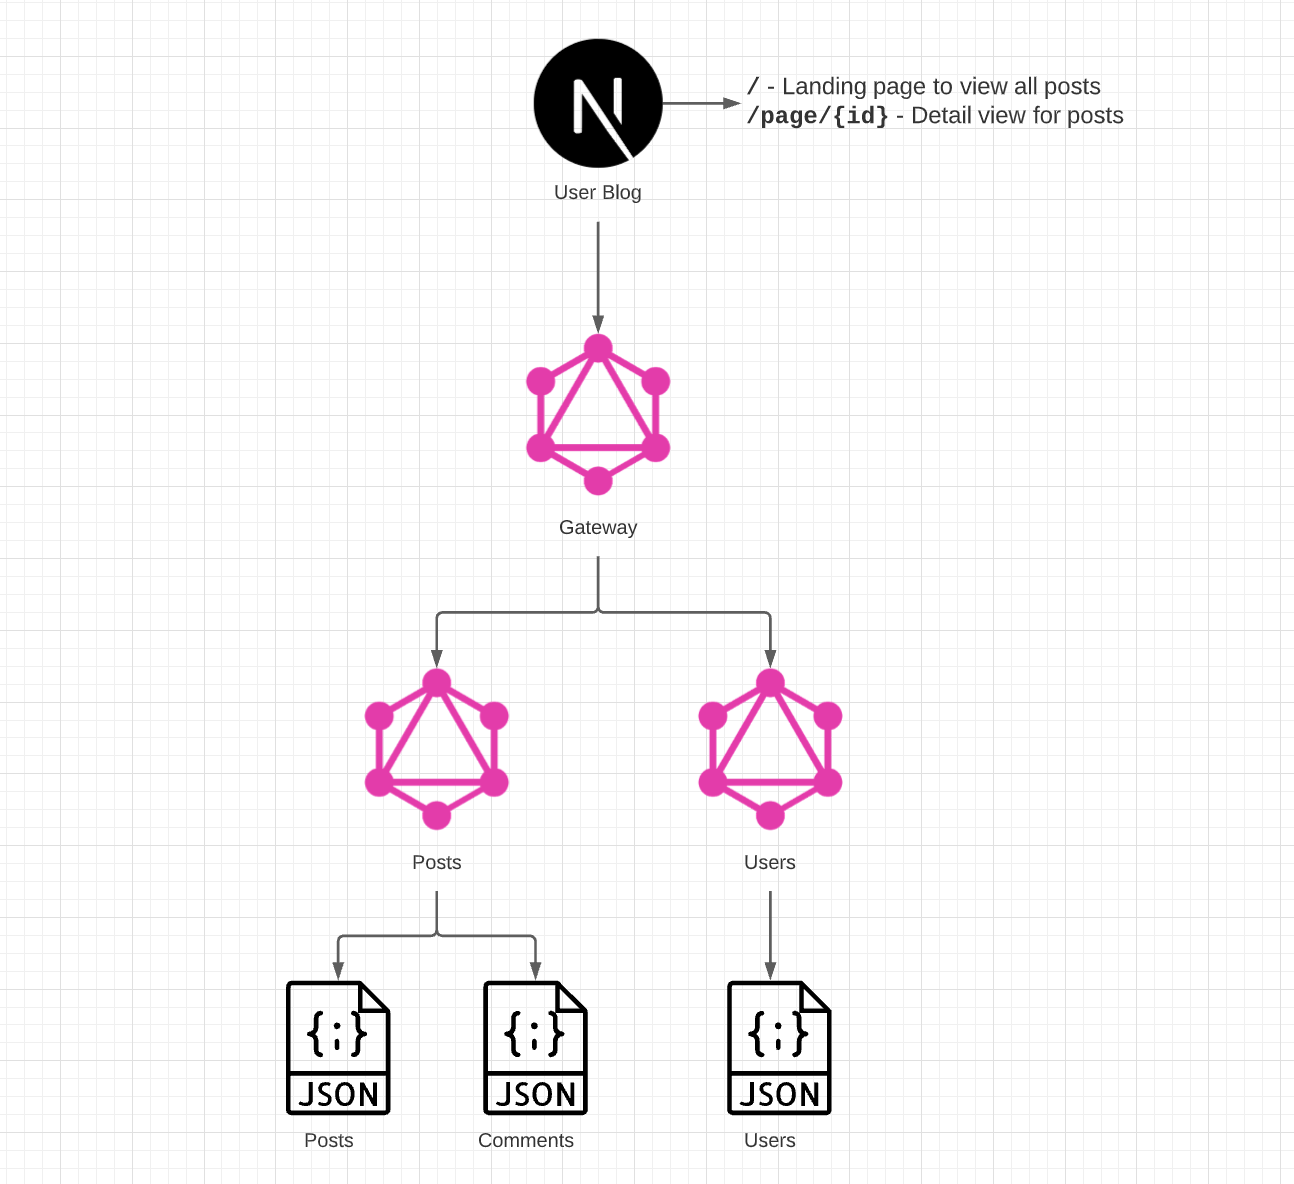 / - Landing page to view all posts
/page/{id} - Detail view for posts
User Blog
Gateway
Posts
Users
{;}
{;}
{;}
JSON
JSON
JSON
Posts
Comments
Users